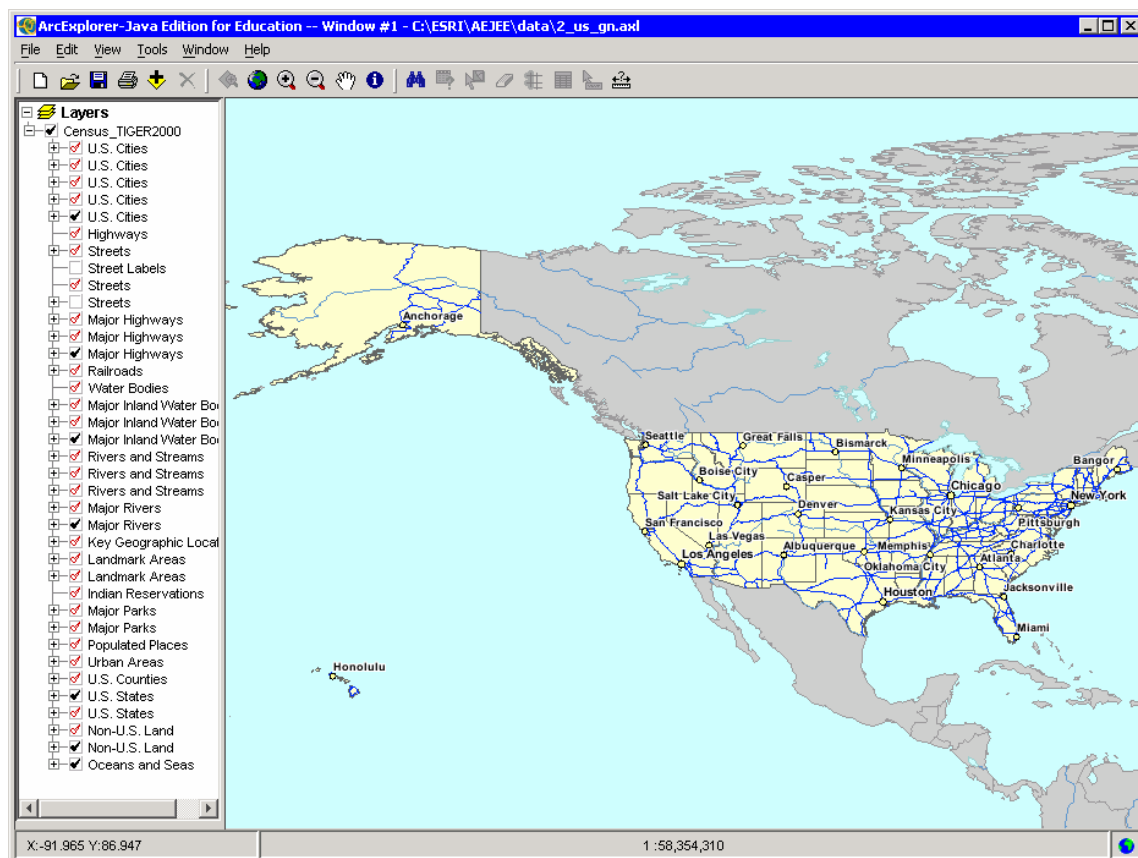 ArcExplorer-Java Edition for Education -- Window #1 - C:\ESRI\AEJEE\data\2_us_gn.axl
File Edit View Tools Window Help
Layers
Census_TIGER2000
U.S. Cities
U.S. Cities
U.S. Cities
U.S. Cities
U.S. Cities
Highways
Streets
Street Labels
Streets
Streets
Major Highways
Major Highways
Major Highways
Railroads
Water Bodies
Major Inland Water Bo
Major Inland Water Bo
Major Inland Water Bo
Rivers and Streams
Rivers and Streams
Rivers and Streams
Major Rivers
Major Rivers
Key Geographic Locat
Landmark Areas
Landmark Areas
Indian Reservations
Major Parks
Major Parks
Populated Places
Urban Areas
U.S. Counties
U.S. States
U.S. States
Non-U.S. Land
Non-U.S. Land
Oceans and Seas
Anchorage
Seattle
Great Falls
Bismarck
Minneapolis
Bangor
Boise City
Casper
Chicago
Salt Lake City
New York
Denver
Kansas City
San Francisco
Pittsburgh
Las Vegas
Charlotte
Los Angeles
Albuquerque
Memphis
Atlanta
Oklahoma City
Houston
Jacksonville
Miami
Honolulu
X:-91.965 Y:86.947
1 :58,354,310